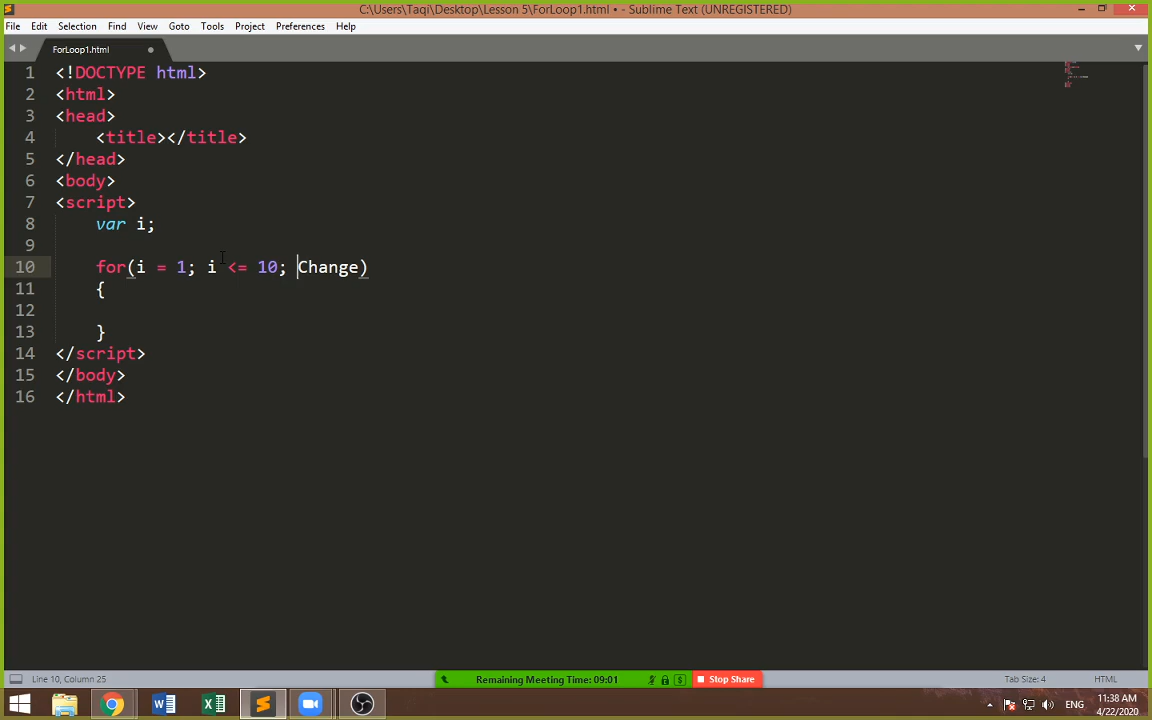 C:\Users\Taqi\Desktop\Lesson 5\ForLoop1.html • - Sublime Text (UNREGISTERED)
File Edit Selection Find View Goto Tools Project Preferences Help
ForLoop1.html
1 <!DOCTYPE html>
2 <html>
3 <head>
4 <title></title>
5 </head>
6 <body>
7 <script>
8 var i;
9
10 for(i = 1; i <= 10; Change)
11 {
12
13 }
14 </script>
15 </body>
16 </html>
Line 10, Column 25 Remaining Meeting Time: 09:01 $ Stop Share Tab Size: 4 HTML
ENG 11:38 AM
4/22/2020